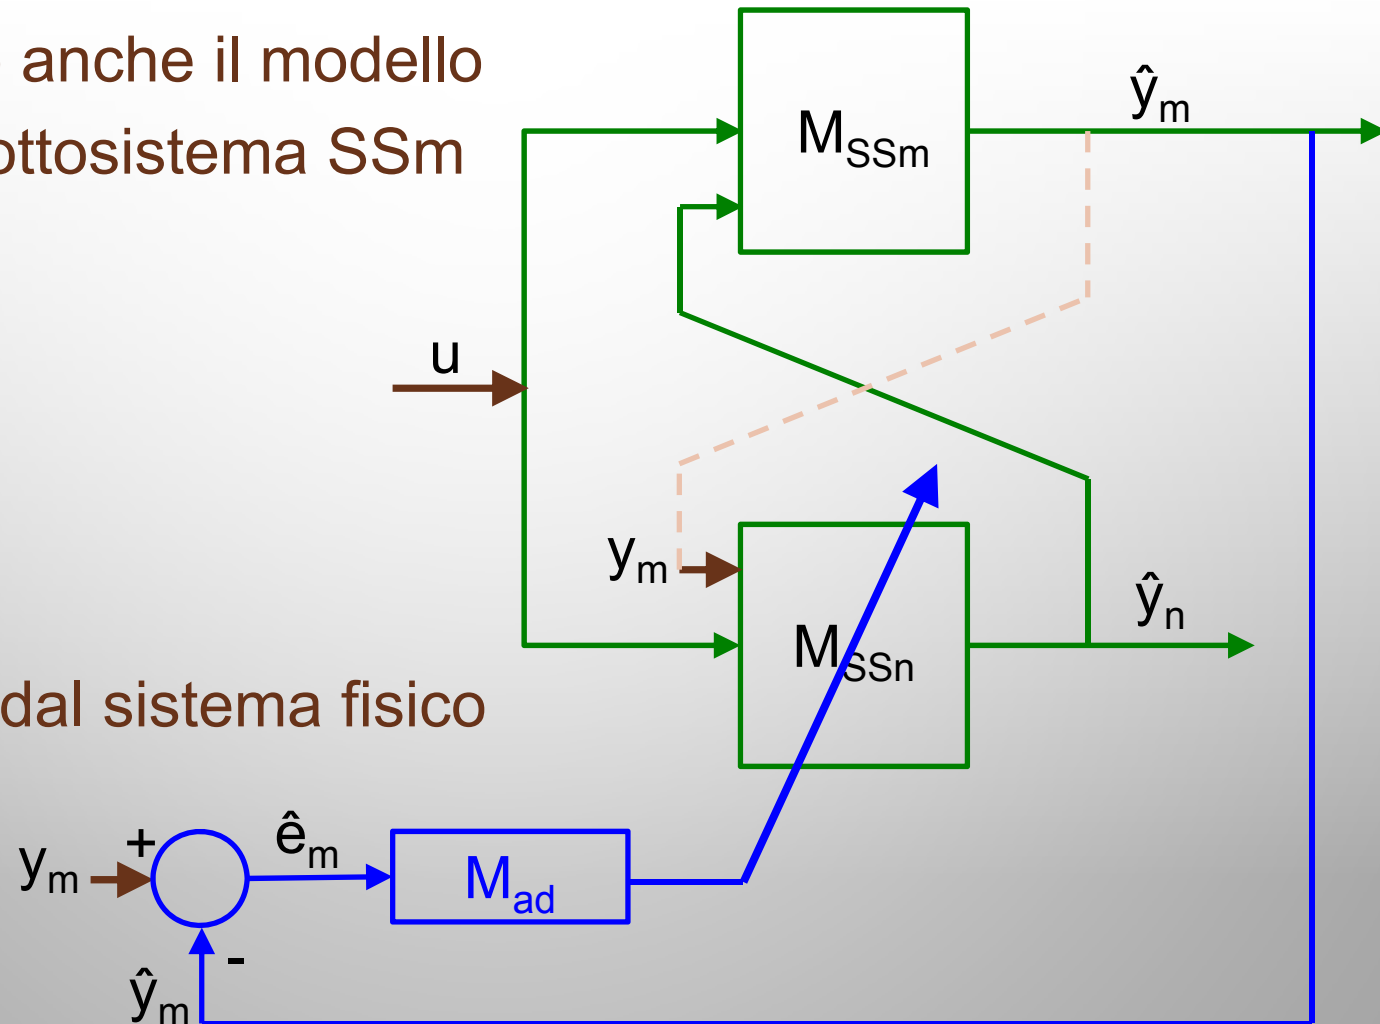 anche il modello
ottosistema SSm
ŷm
MSSm
u
ym
ŷn
MSSn
dal sistema fisico
+
êm
ym
Mad
-
ŷm